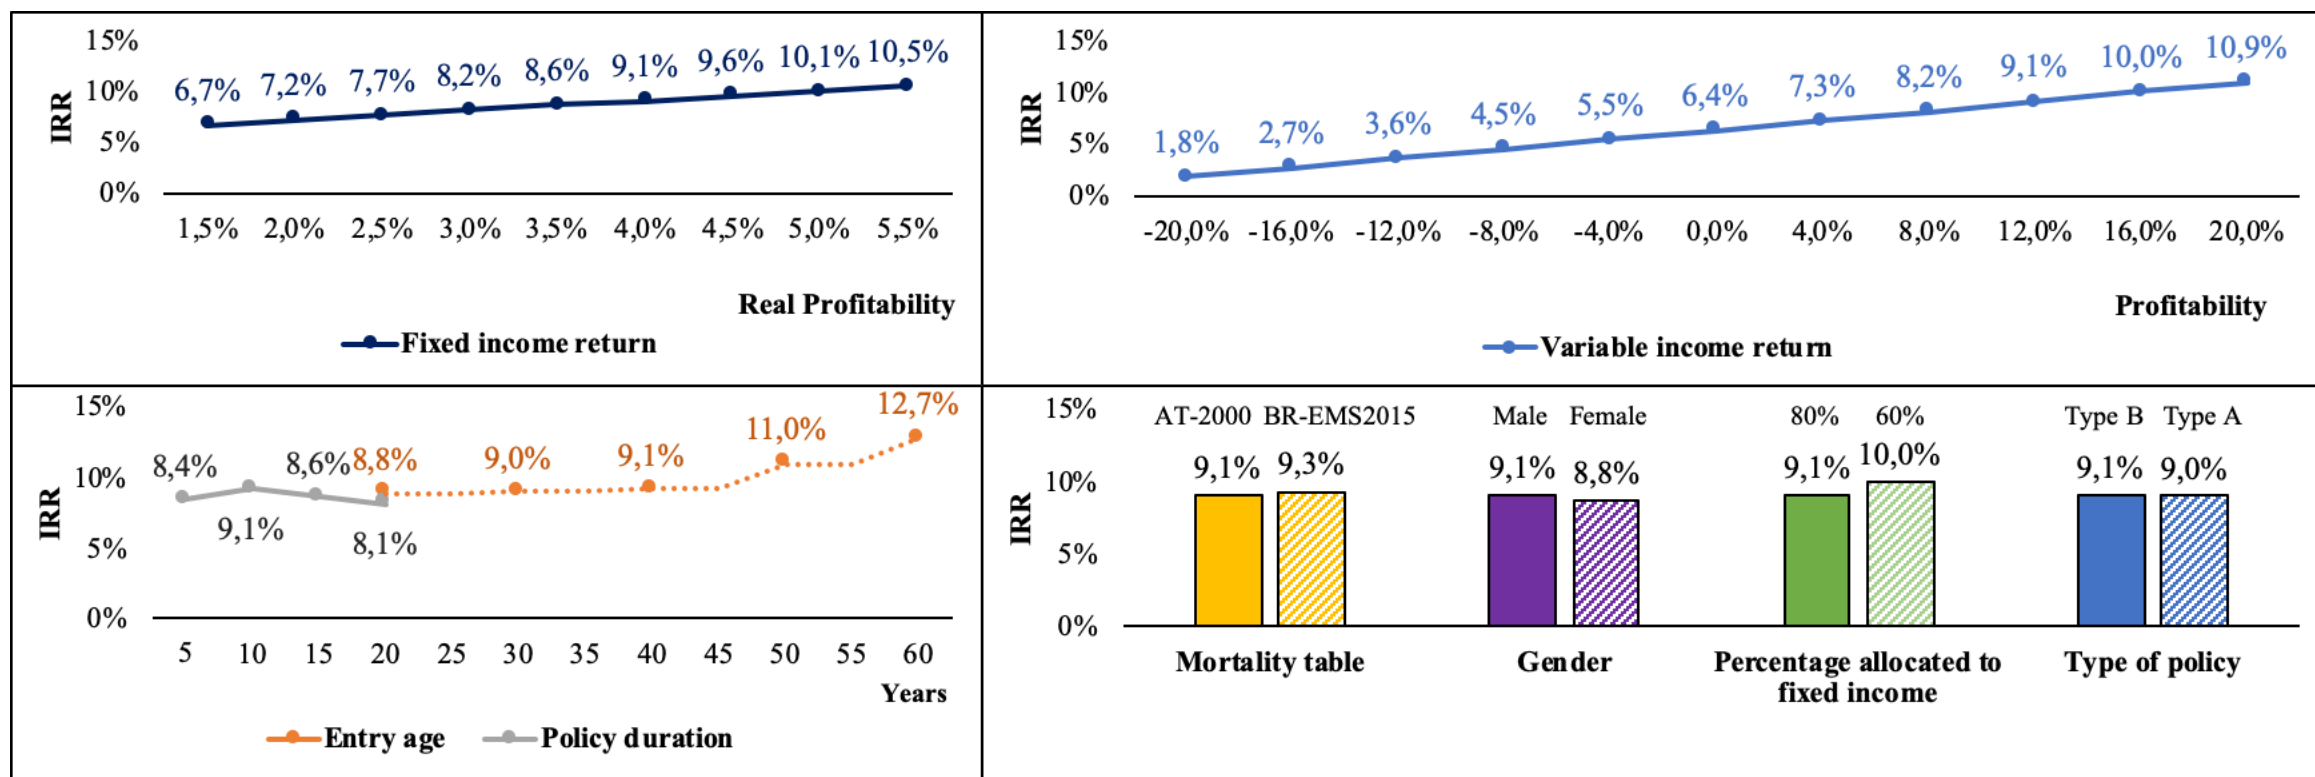 15%
10%
5%
0%
IRR
6,7% 7,2% 7,7% 8,2% 8,6% 9,1% 9,6% 10,1% 10,5%
1,5% 2,0% 2,5% 3,0% 3,5% 4,0% 4,5% 5,0% 5,5%
Real Profitability
Fixed income return
15%
10%
5%
0%
IRR
1,8% 2,7% 3,6% 4,5% 5,5% 6,4% 7,3% 8,2% 9,1% 10,0% 10,9%
-20,0% -16,0% -12,0% -8,0% -4,0% 0,0% 4,0% 8,0% 12,0% 16,0% 20,0%
Profitability
Variable income return
15%
10%
5%
0%
IRR
8,4% 9,1% 8,6% 8,1%
8,8% 9,0% 9,1% 11,0% 12,7%
5 10 15 20 25 30 35 40 45 50 55 60
Years
Entry age Policy duration
15%
10%
5%
0%
IRR
AT-2000 BR-EMS2015 Male Female 80% 60% Type B Type A
9,1% 9,3% 9,1% 8,8% 9,1% 10,0% 9,1% 9,0%
Mortality table Gender Percentage allocated to Type of policy
fixed income